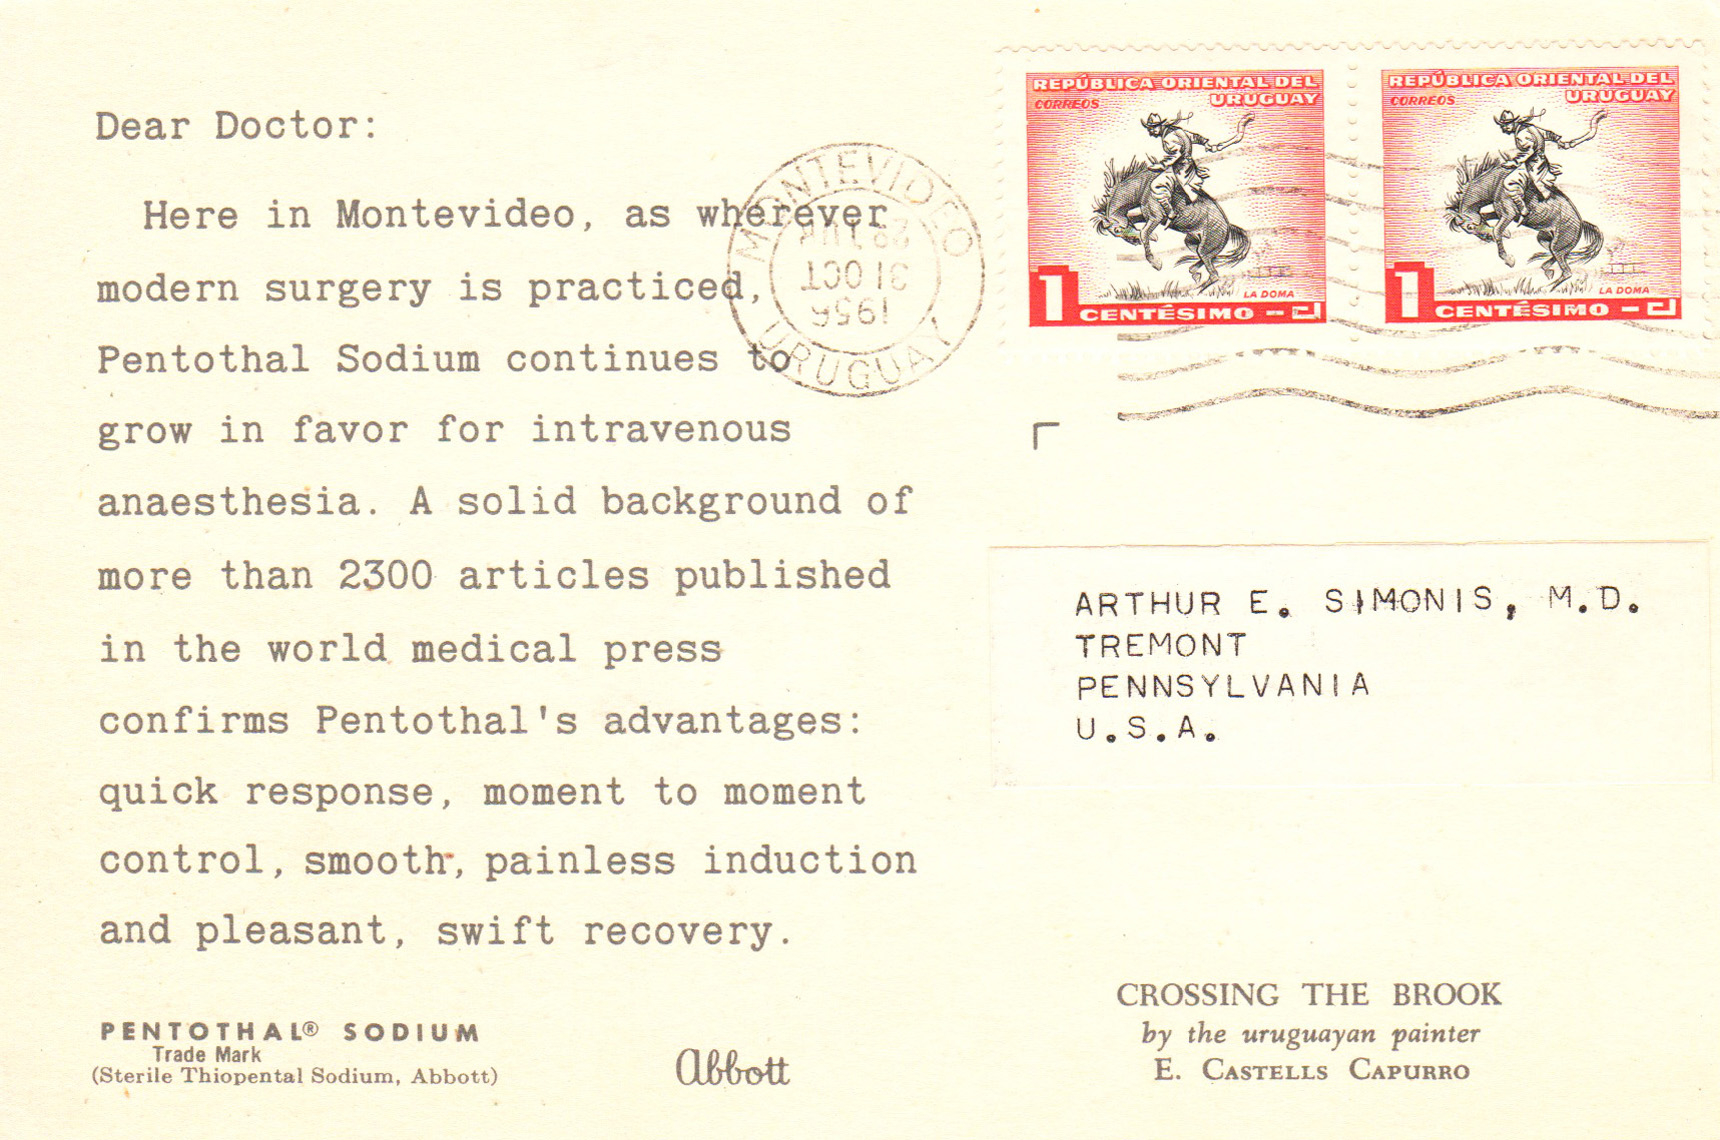 Dear Doctor:
Here in Montevideo, as wherever
modern surgery is practiced,
Pentothal Sodium continues to
grow in favor for intravenous
anaesthesia. A solid background of
more than 2300 articles published
in the world medical press
confirms Pentothal's advantages:
quick response, moment to moment
control, smooth, painless induction
and pleasant, swift recovery.
PENTOTHAL® SODIUM
Trade Mark
(Sterile Thiopental Sodium, Abbott)
Abbott
MONTEVIDEO
31 OCT
1956
URUGUAY
REPÚBLICA ORIENTAL DEL
URUGUAY
CORREOS
LA DOMA
1 CENTÉSIMO
REPÚBLICA ORIENTAL DEL
URUGUAY
CORREOS
LA DOMA
1 CENTÉSIMO
ARTHUR E. SIMONIS, M.D.
TREMONT
PENNSYLVANIA
U.S.A.
CROSSING THE BROOK
by the uruguayan painter
E. CASTELLS CAPURRO